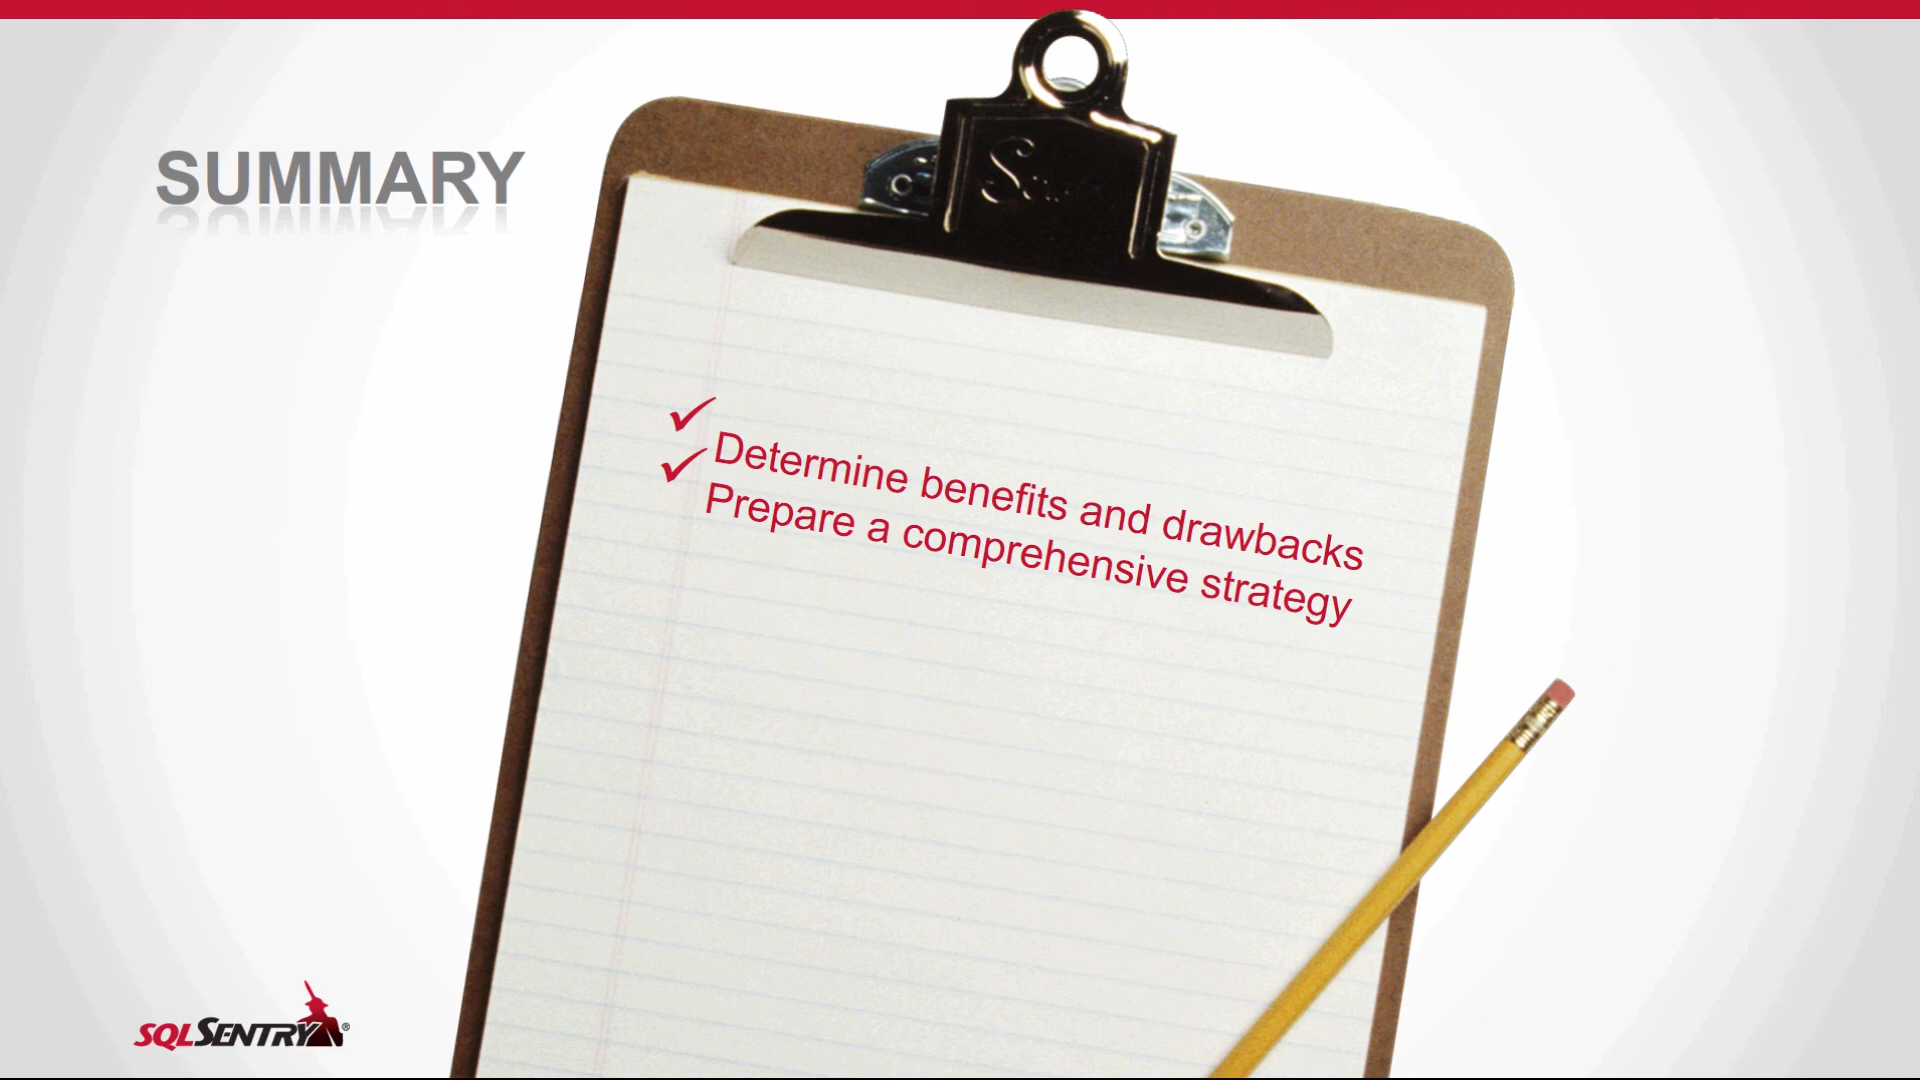 SUMMARY
Determine benefits and drawbacks
Prepare a comprehensive strategy
SQLSENTRY®